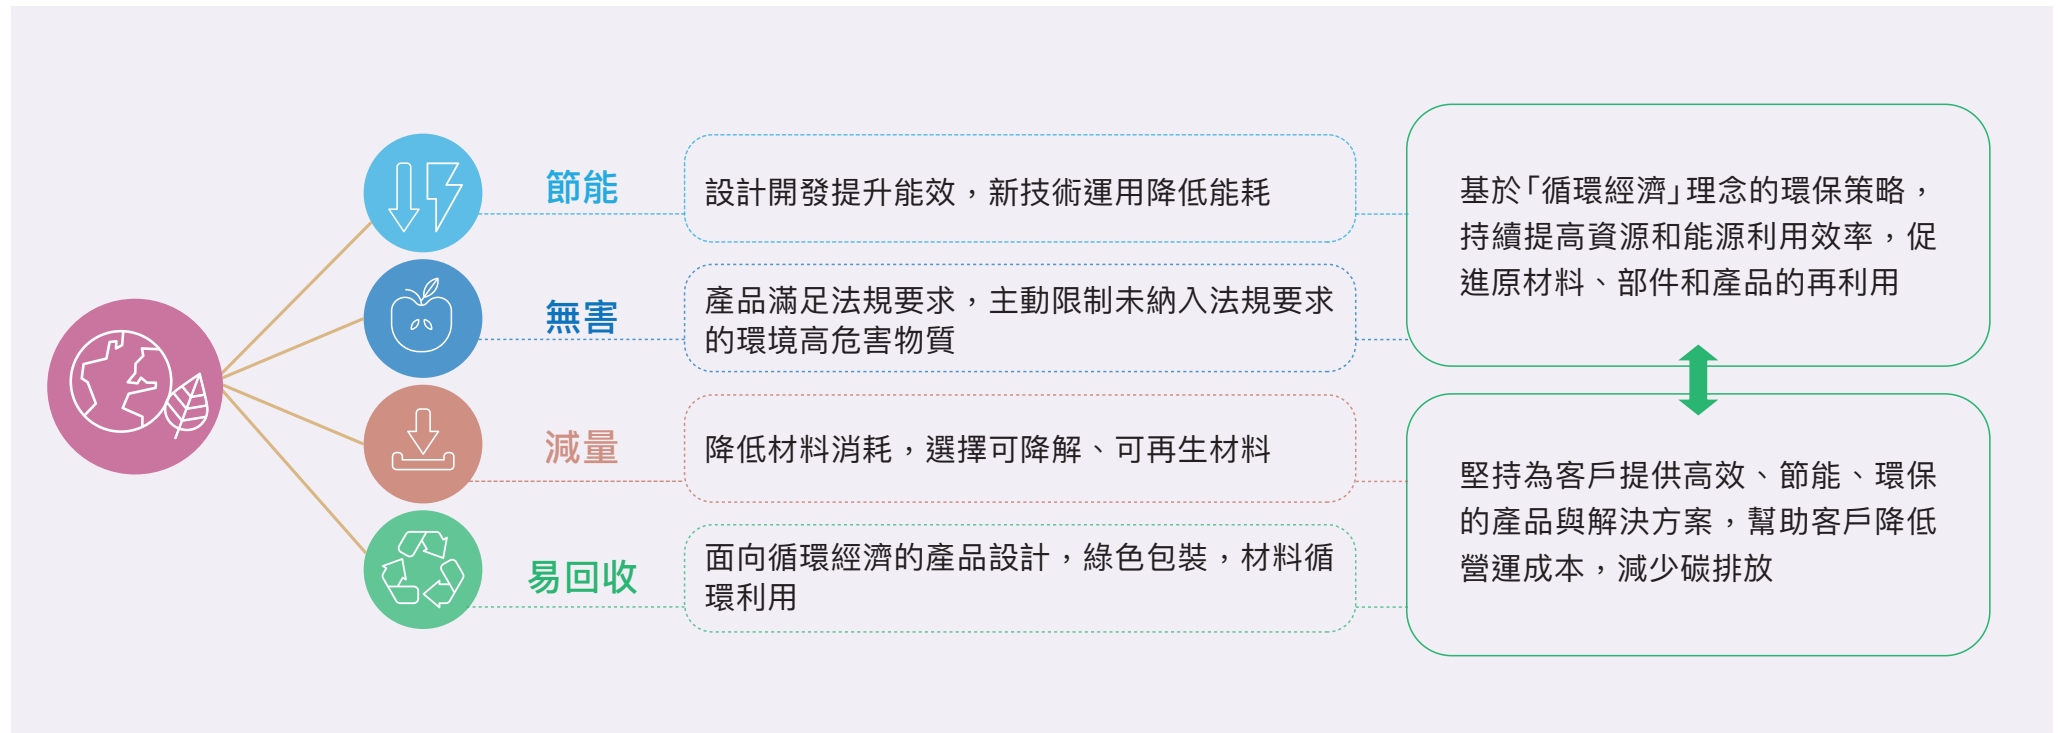 節能
設計開發提升能效，新技術運用降低能耗
無害
產品滿足法規要求，主動限制未納入法規要求
的環境高危害物質
減量
降低材料消耗，選擇可降解、可再生材料
易回收
面向循環經濟的產品設計，綠色包裝，材料循
環利用
基於「循環經濟」理念的環保策略，
持續提高資源和能源利用效率，促
進原材料、部件和產品的再利用
堅持為客戶提供高效、節能、環保
的產品與解決方案，幫助客戶降低
營運成本，減少碳排放